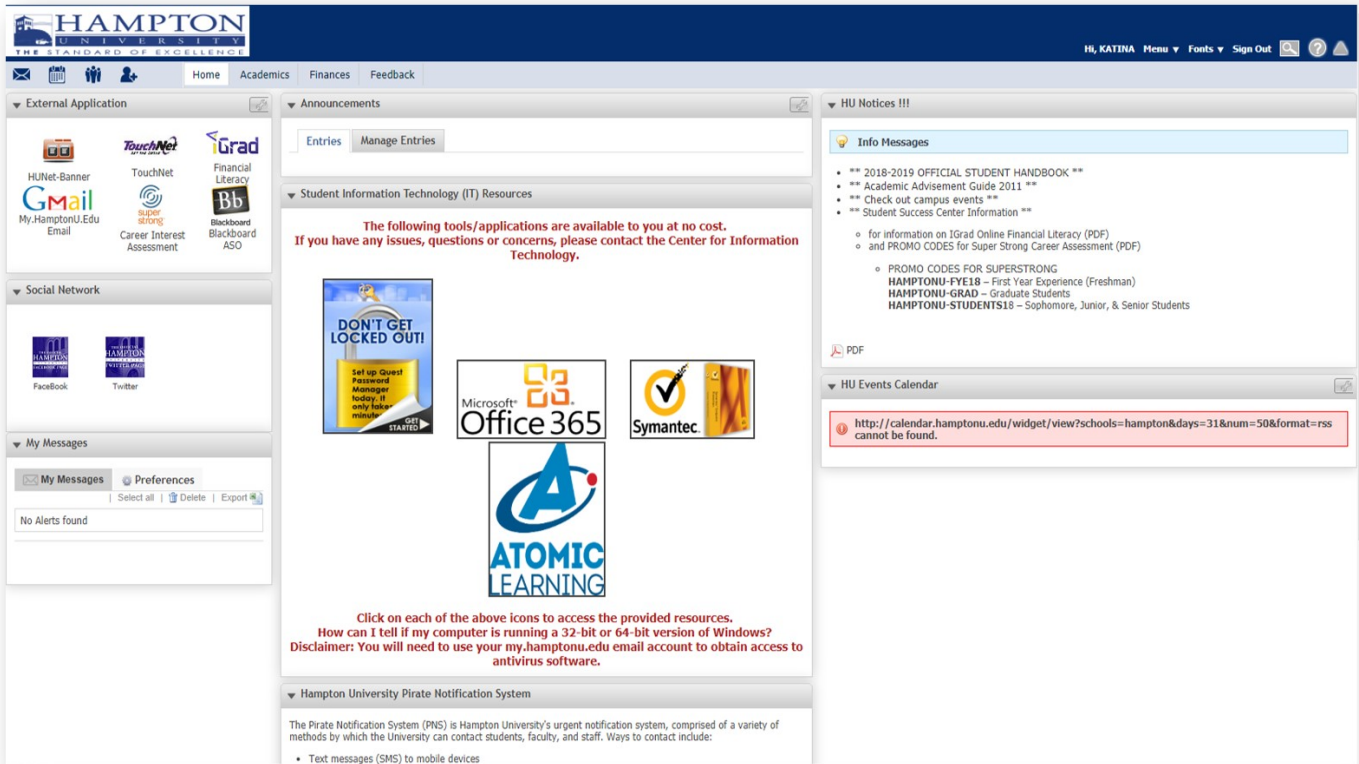 HAMPTON
UNIVERSITY
THE STANDARD OF EXCELLENCE
Hi, KATINA Menu Fonts Sign Out
Home Academics Finances Feedback
External Application
HUNet-Banner
TouchNet
TouchNet
iGrad
Financial
Literacy
Gmail
My.HamptonU.Edu
Email
super
strong
Career Interest
Assessment
Bb
Blackboard
Blackboard
ASO
Social Network
HAMPTON
FaceBook
HAMPTON
Twitter
My Messages
My Messages Preferences
| Select all | Delete | Export
No Alerts found
Announcements
Entries Manage Entries
Student Information Technology (IT) Resources
The following tools/applications are available to you at no cost.
If you have any issues, questions or concerns, please contact the Center for Information
Technology.
DON'T GET
LOCKED OUT!
Set up Quest
Password
Manager
today. It
only takes
minute
GET
STARTED
Microsoft®
Office 365
Symantec.
ATOMIC
LEARNING
Click on each of the above icons to access the provided resources.
How can I tell if my computer is running a 32-bit or 64-bit version of Windows?
Disclaimer: You will need to use your my.hamptonu.edu email account to obtain access to
antivirus software.
Hampton University Pirate Notification System
The Pirate Notification System (PNS) is Hampton University's urgent notification system, comprised of a variety of
methods by which the University can contact students, faculty, and staff. Ways to contact include:
• Text messages (SMS) to mobile devices
HU Notices !!!
Info Messages
• ** 2018-2019 OFFICIAL STUDENT HANDBOOK **
• ** Academic Advisement Guide 2011 **
• ** Check out campus events **
• ** Student Success Center Information **
for information on IGrad Online Financial Literacy (PDF)
and PROMO CODES for Super Strong Career Assessment (PDF)
PROMO CODES FOR SUPERSTRONG
HAMPTONU-FYE18 – First Year Experience (Freshman)
HAMPTONU-GRAD – Graduate Students
HAMPTONU-STUDENTS18 – Sophomore, Junior, & Senior Students
PDF
HU Events Calendar
http://calendar.hamptonu.edu/widget/view?schools=hampton&days=31&num=50&format=rss
cannot be found.